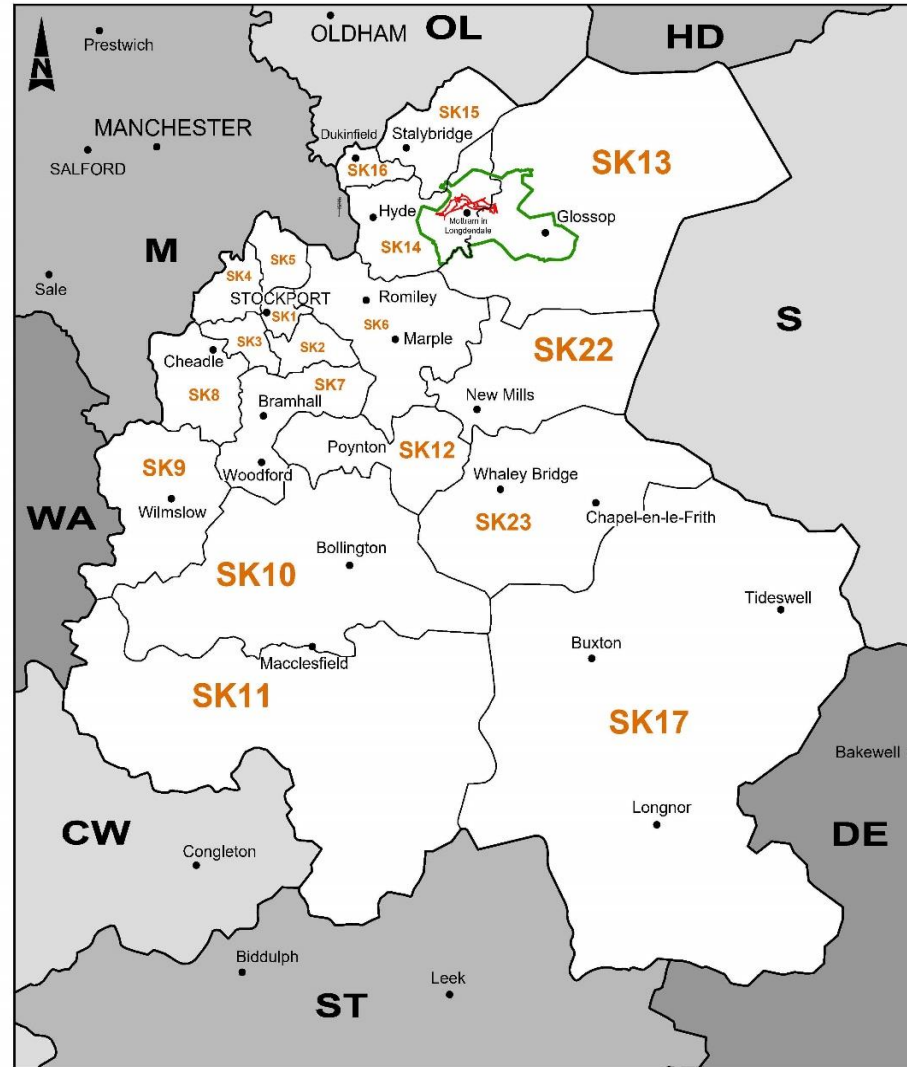 OL
HD
OLDHAM
Prestwich
N
SK15
MANCHESTER
Dukinfield
Stalybridge
SALFORD
SK16
SK13
Hyde
Mottram in
Longdendale
Glossop
M
SK14
SK5
SK4
Sale
STOCKPORT
Romiley
SK1
SK6
S
Marple
SK3
SK2
SK22
Cheadle
SK7
SK8
Bramhall
New Mills
Poynton
SK12
SK9
Woodford
Whaley Bridge
Wilmslow
Chapel-en-le-Frith
WA
SK23
Bollington
SK10
Tideswell
Macclesfield
Buxton
SK11
SK17
Bakewell
Longnor
CW
DE
Congleton
Biddulph
Leek
ST